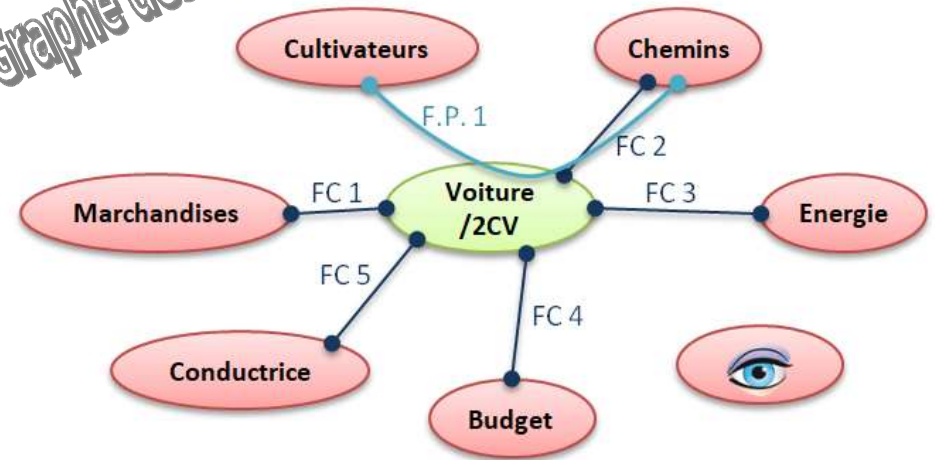 Graphe des
Cultivateurs
Chemins
F.P. 1
FC 2
Marchandises
FC 1
Voiture
/2CV
FC 3
Energie
FC 5
FC 4
Conductrice
Budget